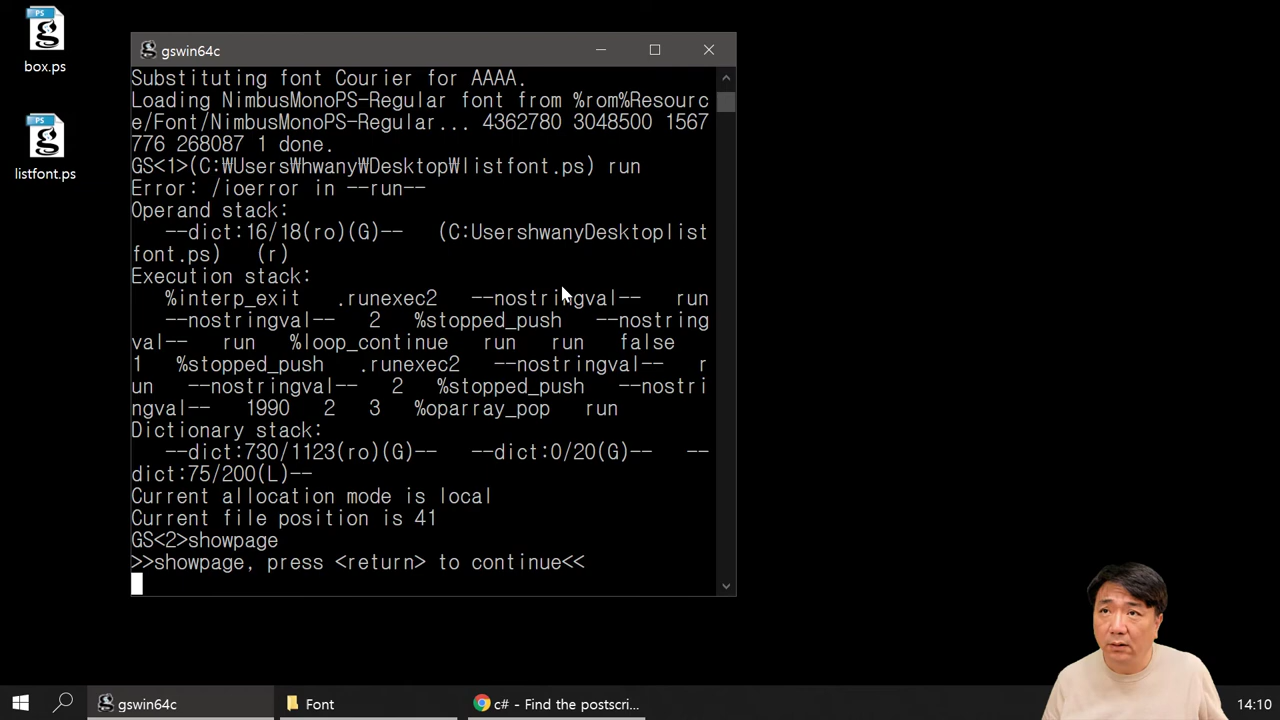 box.ps
listfont.ps
gswin64c
Substituting font Courier for AAAA.
Loading NimbusMonoPS-Regular font from %rom%Resourc
e/Font/NimbusMonoPS-Regular... 4362780 3048500 1567
776 268087 1 done.
GS<1>(C:₩Users₩hwany₩Desktop₩listfont.ps) run
Error: /ioerror in --run--
Operand stack:
--dict:16/18(ro)(G)-- (C:UsershwanyDesktoplist
font.ps) (r)
Execution stack:
%interp_exit .runexec2 --nostringval-- run
--nostringval-- 2 %stopped_push --nostring
val-- run %loop_continue run run false
1 %stopped_push .runexec2 --nostringval-- r
un --nostringval-- 2 %stopped_push --nostri
ngval-- 1990 2 3 %oparray_pop run
Dictionary stack:
--dict:730/1123(ro)(G)-- --dict:0/20(G)-- --
dict:75/200(L)--
Current allocation mode is local
Current file position is 41
GS<2>showpage
>>showpage, press <return> to continue<<
gswin64c
Font
c# - Find the postscri...
14:10